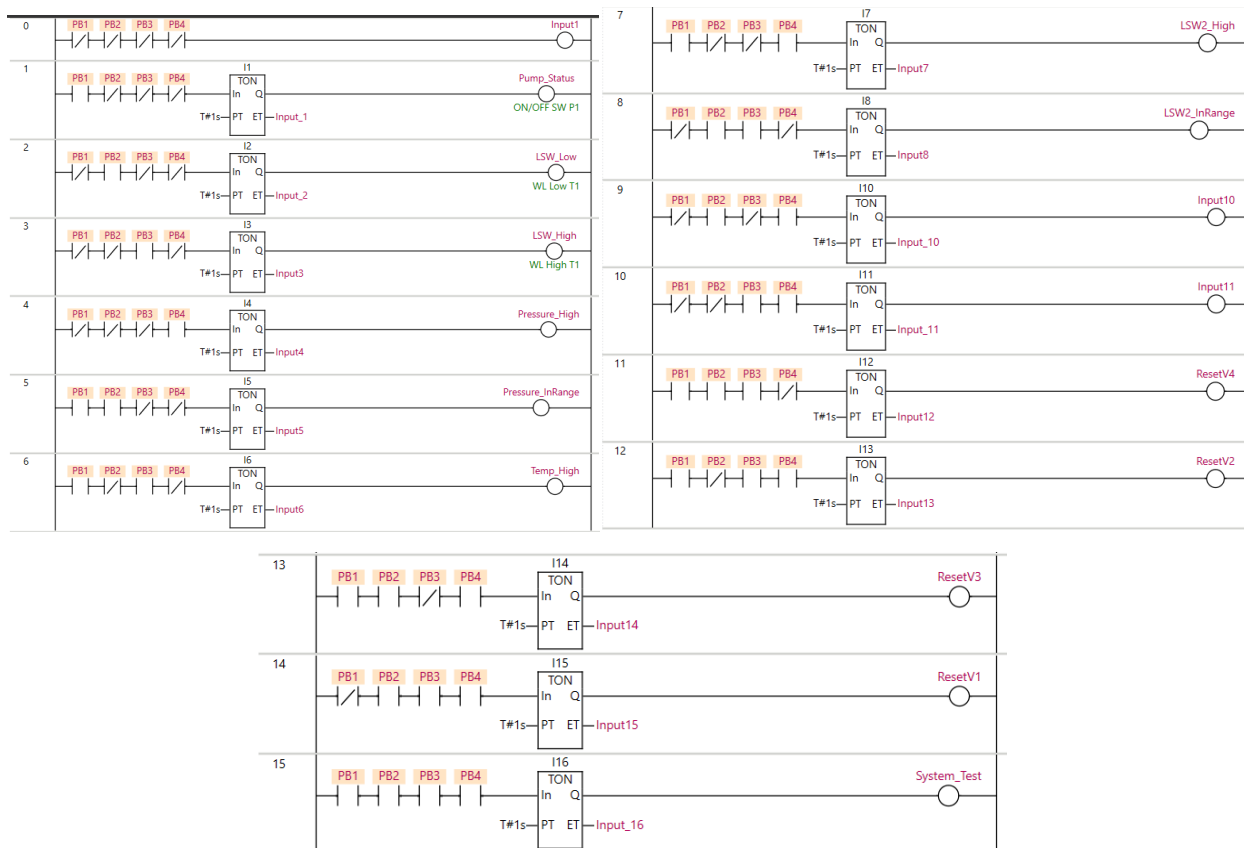 0
PB1 PB2 PB3 PB4 Input1
1
I1
PB1 PB2 PB3 PB4 TON Pump_Status
In Q
ON/OFF SW P1
T#1s PT ET Input_1
2
I2
PB1 PB2 PB3 PB4 TON LSW_Low
In Q
WL Low T1
T#1s PT ET Input_2
3
I3
PB1 PB2 PB3 PB4 TON LSW_High
In Q
WL High T1
T#1s PT ET Input3
4
I4
PB1 PB2 PB3 PB4 TON Pressure_High
In Q
T#1s PT ET Input4
5
I5
PB1 PB2 PB3 PB4 TON Pressure_InRange
In Q
T#1s PT ET Input5
6
I6
PB1 PB2 PB3 PB4 TON Temp_High
In Q
T#1s PT ET Input6
7
I7
PB1 PB2 PB3 PB4 TON LSW2_High
In Q
T#1s PT ET Input7
8
I8
PB1 PB2 PB3 PB4 TON LSW2_InRange
In Q
T#1s PT ET Input8
9
I10
PB1 PB2 PB3 PB4 TON Input10
In Q
T#1s PT ET Input_10
10
I11
PB1 PB2 PB3 PB4 TON Input11
In Q
T#1s PT ET Input_11
11
I12
PB1 PB2 PB3 PB4 TON ResetV4
In Q
T#1s PT ET Input12
12
I13
PB1 PB2 PB3 PB4 TON ResetV2
In Q
T#1s PT ET Input13
13
I14
PB1 PB2 PB3 PB4 TON ResetV3
In Q
T#1s PT ET Input14
14
I15
PB1 PB2 PB3 PB4 TON ResetV1
In Q
T#1s PT ET Input15
15
I16
PB1 PB2 PB3 PB4 TON System_Test
In Q
T#1s PT ET Input_16